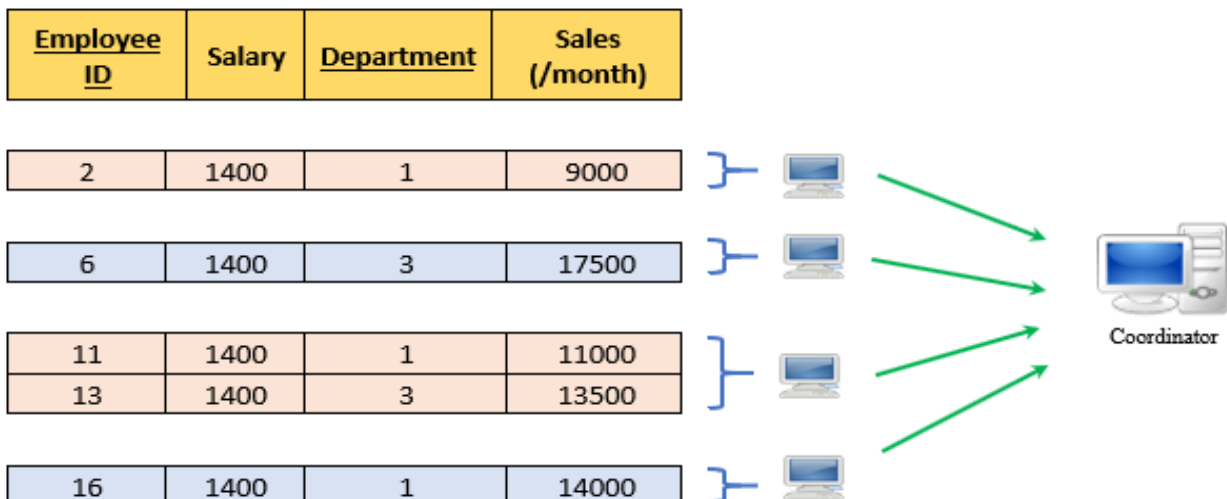 Employee ID Salary Department Sales (/month)
2 1400 1 9000
6 1400 3 17500
11 1400 1 11000
13 1400 3 13500
16 1400 1 14000
Coordinator